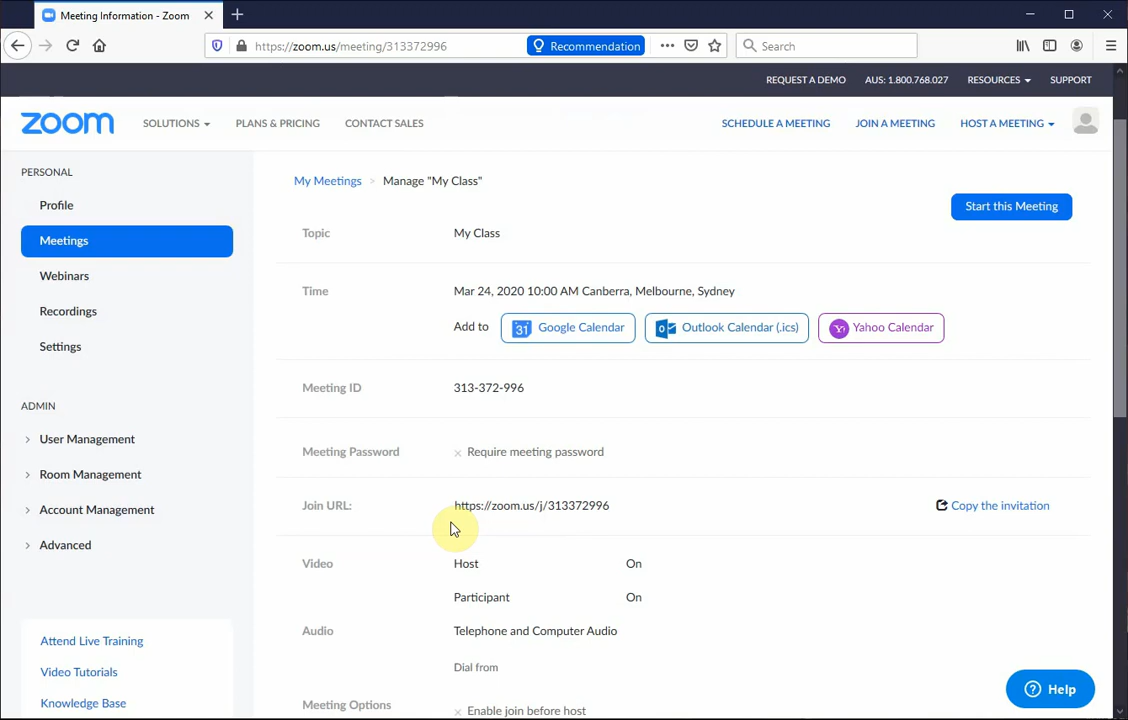 Meeting Information - Zoom
https://zoom.us/meeting/313372996
Recommendation
Search
REQUEST A DEMO
AUS: 1.800.768.027
RESOURCES
SUPPORT
zoom
SOLUTIONS
PLANS & PRICING
CONTACT SALES
SCHEDULE A MEETING
JOIN A MEETING
HOST A MEETING
PERSONAL
Profile
Meetings
Webinars
Recordings
Settings
ADMIN
User Management
Room Management
Account Management
Advanced
Attend Live Training
Video Tutorials
Knowledge Base
My Meetings > Manage "My Class"
Start this Meeting
Topic My Class
Time Mar 24, 2020 10:00 AM Canberra, Melbourne, Sydney
Add to 31 Google Calendar Outlook Calendar (.ics) Yahoo Calendar
Meeting ID 313-372-996
Meeting Password × Require meeting password
Join URL: https://zoom.us/j/313372996 Copy the invitation
Video Host On
Participant On
Audio Telephone and Computer Audio
Dial from
Meeting Options × Enable join before host
Help